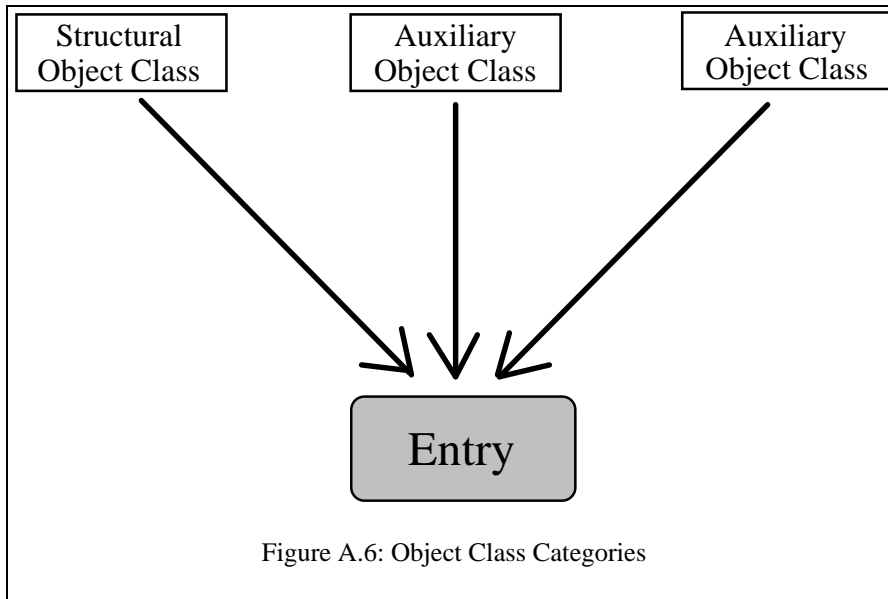 Structural
Object Class
Auxiliary
Object Class
Auxiliary
Object Class
Entry
Figure A.6: Object Class Categories